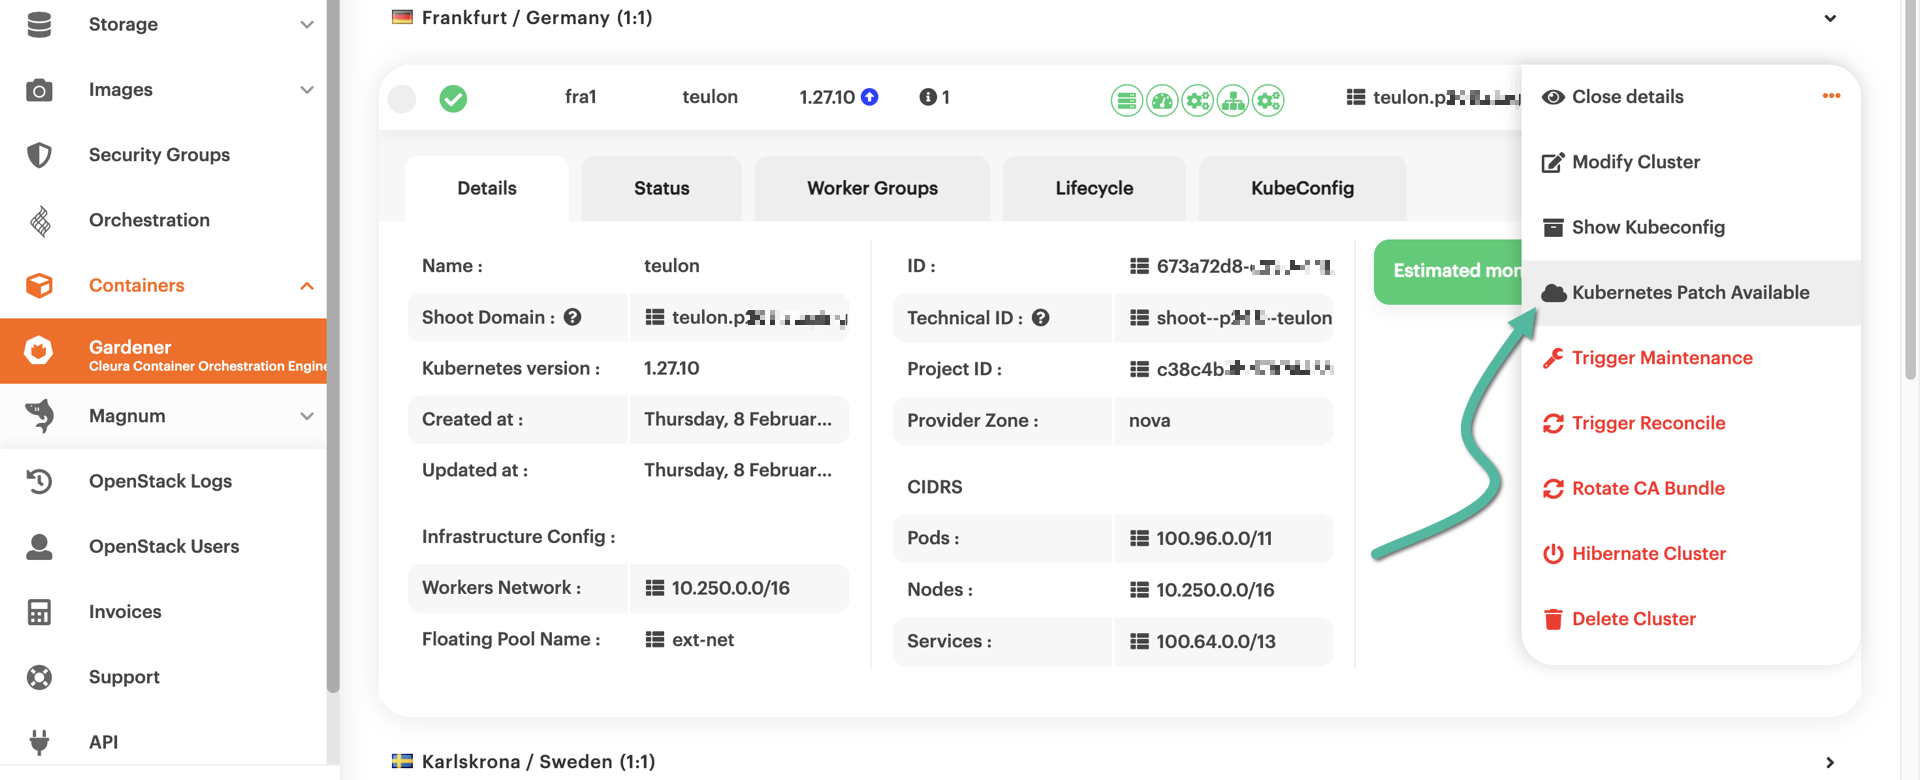 Storage
Images
Security Groups
Orchestration
Containers
Gardener
Cleura Container Orchestration Engine
Magnum
OpenStack Logs
OpenStack Users
Invoices
Support
API
Frankfurt / Germany (1:1)
fra1 teulon 1.27.10 1 teulon.p
Details Status Worker Groups Lifecycle KubeConfig
Name : teulon
Shoot Domain : teulon.p
Kubernetes version : 1.27.10
Created at : Thursday, 8 Februar...
Updated at : Thursday, 8 Februar...
Infrastructure Config :
Workers Network : 10.250.0.0/16
Floating Pool Name : ext-net
ID : 673a72d8-
Technical ID : shoot--p -teulon
Project ID : c38c4b
Provider Zone : nova
CIDRS
Pods : 100.96.0.0/11
Nodes : 10.250.0.0/16
Services : 100.64.0.0/13
Estimated mon
Close details
Modify Cluster
Show Kubeconfig
Kubernetes Patch Available
Trigger Maintenance
Trigger Reconcile
Rotate CA Bundle
Hibernate Cluster
Delete Cluster
Karlskrona / Sweden (1:1)